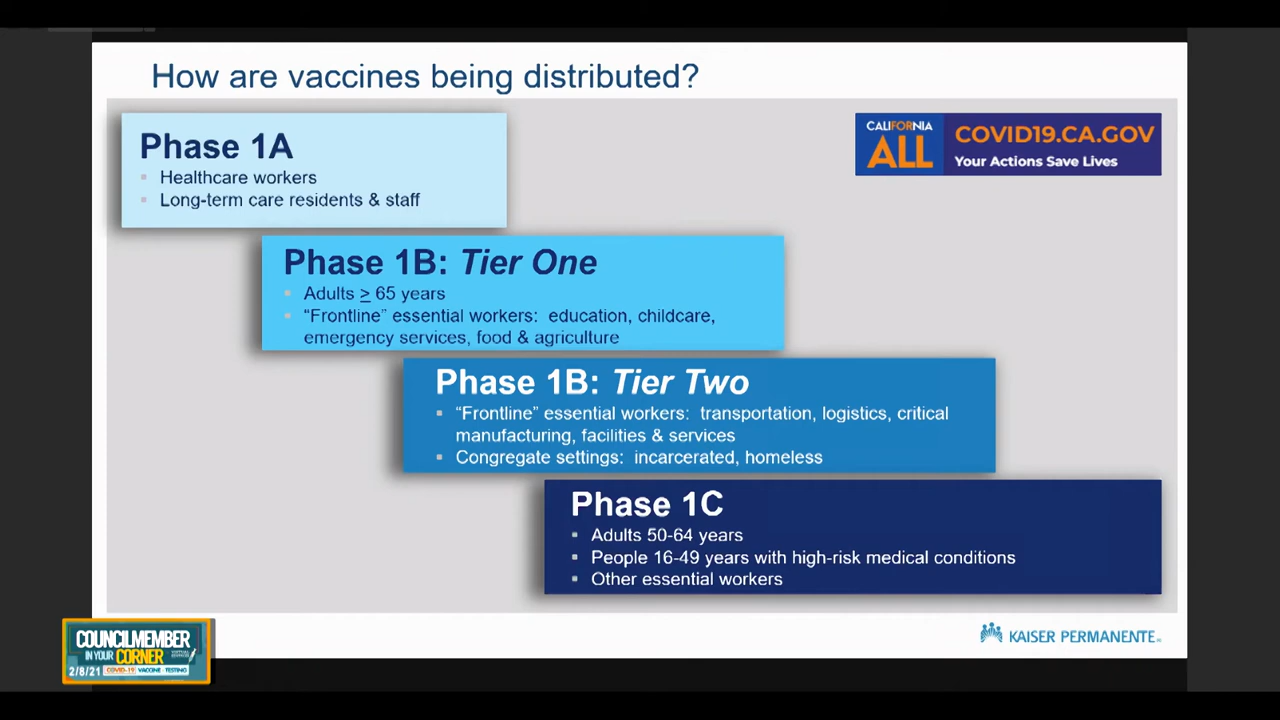 How are vaccines being distributed?
Phase 1A
Healthcare workers
Long-term care residents & staff
CALIFORNIA
ALL
COVID19.CA.GOV
Your Actions Save Lives
Phase 1B: Tier One
Adults ≥ 65 years
“Frontline” essential workers: education, childcare,
emergency services, food & agriculture
Phase 1B: Tier Two
“Frontline” essential workers: transportation, logistics, critical
manufacturing, facilities & services
Congregate settings: incarcerated, homeless
Phase 1C
Adults 50-64 years
People 16-49 years with high-risk medical conditions
Other essential workers
KAISER PERMANENTE
COUNCILMEMBER
IN YOUR CORNER
2/8/21 COVID-19 VACCINE · TESTING